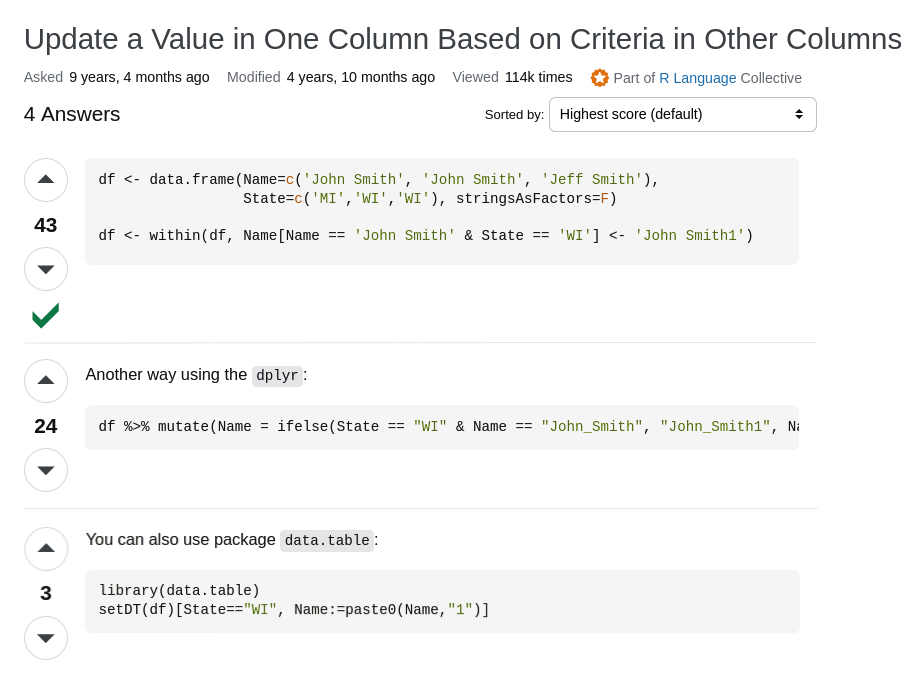 Update a Value in One Column Based on Criteria in Other Columns
Asked 9 years, 4 months ago Modified 4 years, 10 months ago Viewed 114k times Part of R Language Collective
4 Answers Sorted by: Highest score (default)
df <- data.frame(Name=c('John Smith', 'John Smith', 'Jeff Smith'),
                 State=c('MI','WI','WI'), stringsAsFactors=F)
43
df <- within(df, Name[Name == 'John Smith' & State == 'WI'] <- 'John Smith1')
Another way using the dplyr:
24
df %>% mutate(Name = ifelse(State == "WI" & Name == "John_Smith", "John_Smith1",
You can also use package data.table:
3
library(data.table)
setDT(df)[State=="WI", Name:=paste0(Name,"1")]